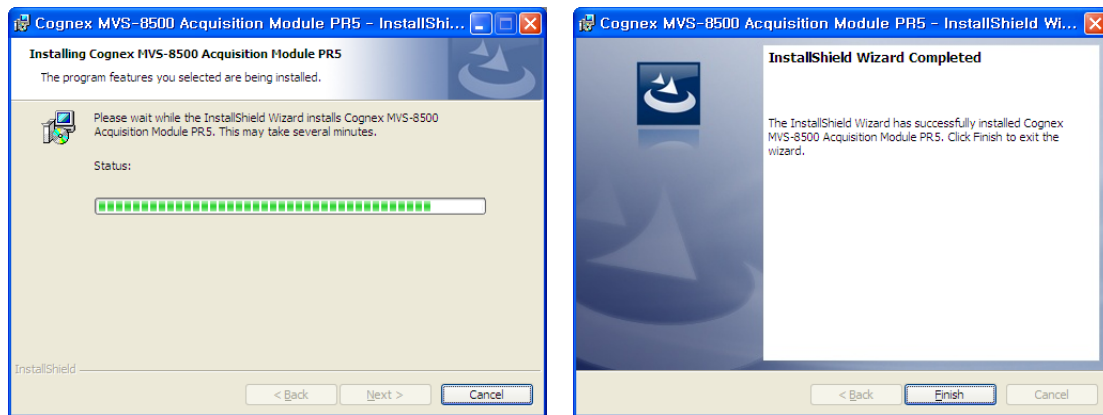 Cognex MVS-8500 Acquisition Module PR5 - InstallShi...
Installing Cognex MVS-8500 Acquisition Module PR5
The program features you selected are being installed.
Please wait while the InstallShield Wizard installs Cognex MVS-8500
Acquisition Module PR5. This may take several minutes.
Status:
InstallShield
< Back
Next >
Cancel
Cognex MVS-8500 Acquisition Module PR5 - InstallShield Wi...
InstallShield Wizard Completed
The InstallShield Wizard has successfully installed Cognex
MVS-8500 Acquisition Module PR5. Click Finish to exit the
wizard.
< Back
Finish
Cancel